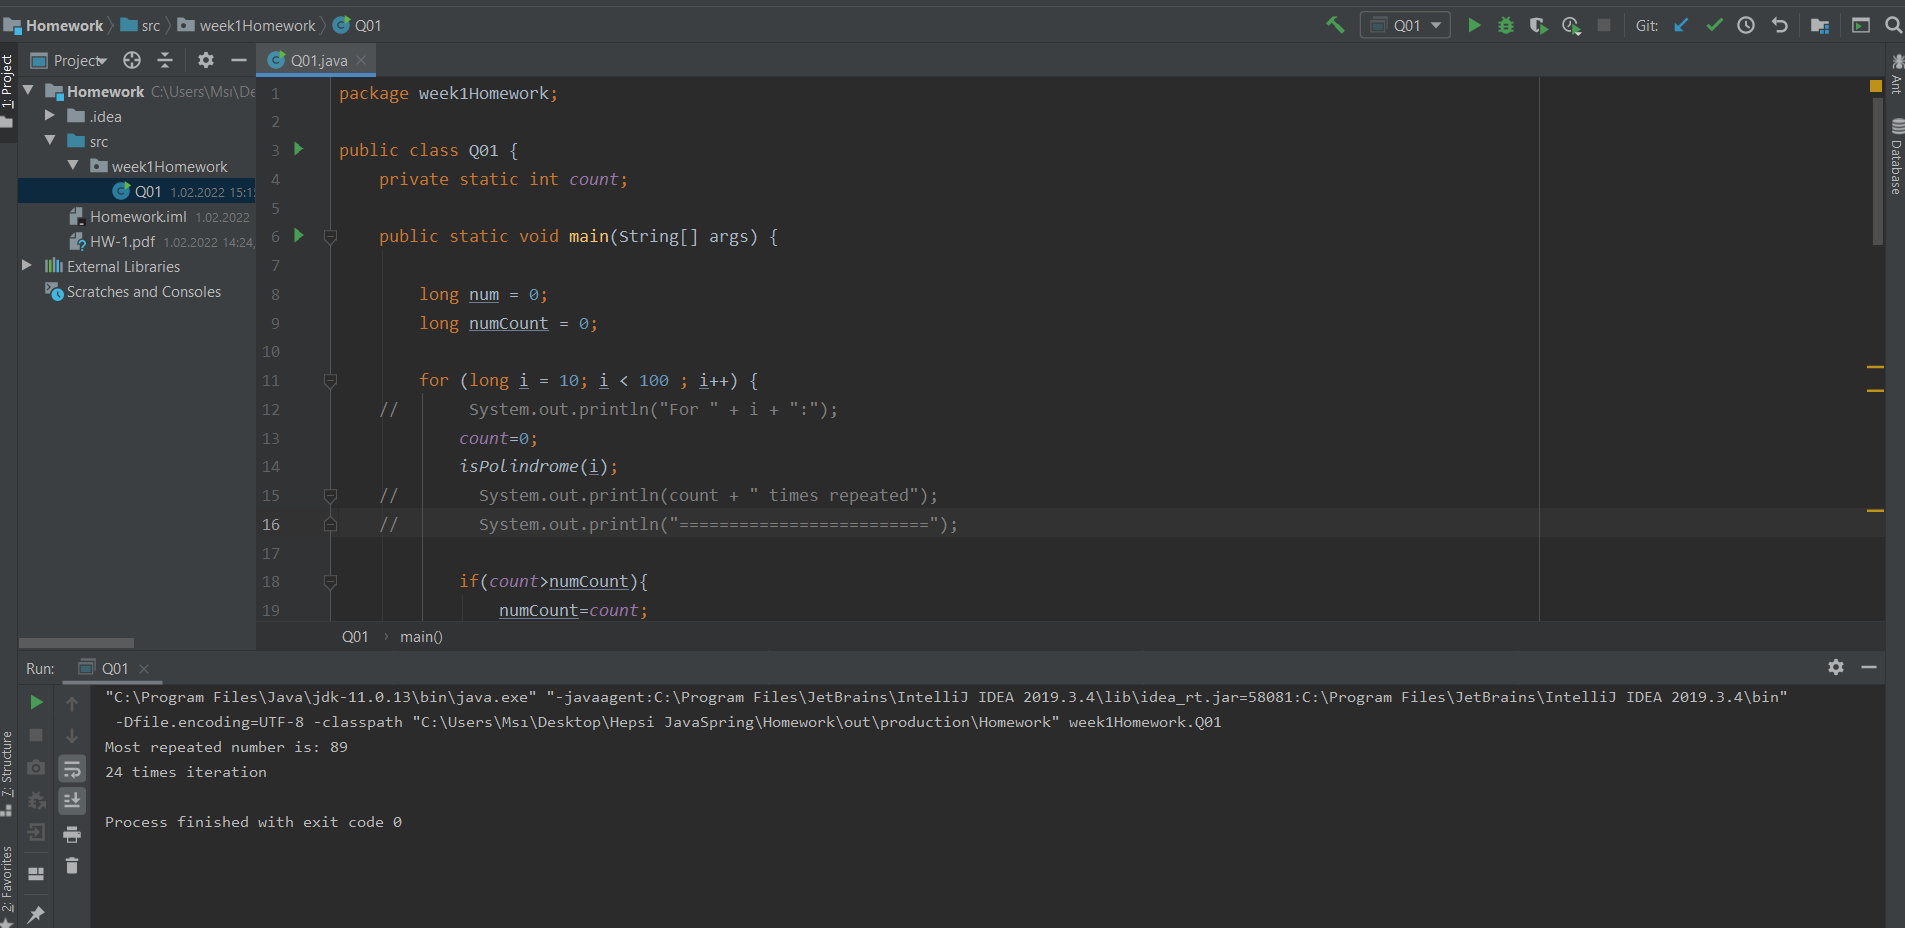 Homework src week1Homework Q01
Q01
Git:
1: Project
Project
Q01.java
Homework C:\Users\Msı\De
.idea
src
week1Homework
Q01 1.02.2022 15:1
Homework.iml 1.02.2022
HW-1.pdf 1.02.2022 14:24,
External Libraries
Scratches and Consoles
1 package week1Homework;
2
3 public class Q01 {
4 private static int count;
5
6 public static void main(String[] args) {
7
8 long num = 0;
9 long numCount = 0;
10
11 for (long i = 10; i < 100 ; i++) {
12 // System.out.println("For " + i + ":");
13 count=0;
14 isPolindrome(i);
15 // System.out.println(count + " times repeated");
16 // System.out.println("=========================");
17
18 if(count>numCount){
19 numCount=count;
Q01 › main()
Ant
Database
Run: Q01
"C:\Program Files\Java\jdk-11.0.13\bin\java.exe" "-javaagent:C:\Program Files\JetBrains\IntelliJ IDEA 2019.3.4\lib\idea_rt.jar=58081:C:\Program Files\JetBrains\IntelliJ IDEA 2019.3.4\bin"
-Dfile.encoding=UTF-8 -classpath "C:\Users\Msı\Desktop\Hepsi JavaSpring\Homework\out\production\Homework" week1Homework.Q01
Most repeated number is: 89
24 times iteration
Process finished with exit code 0
7: Structure
2: Favorites